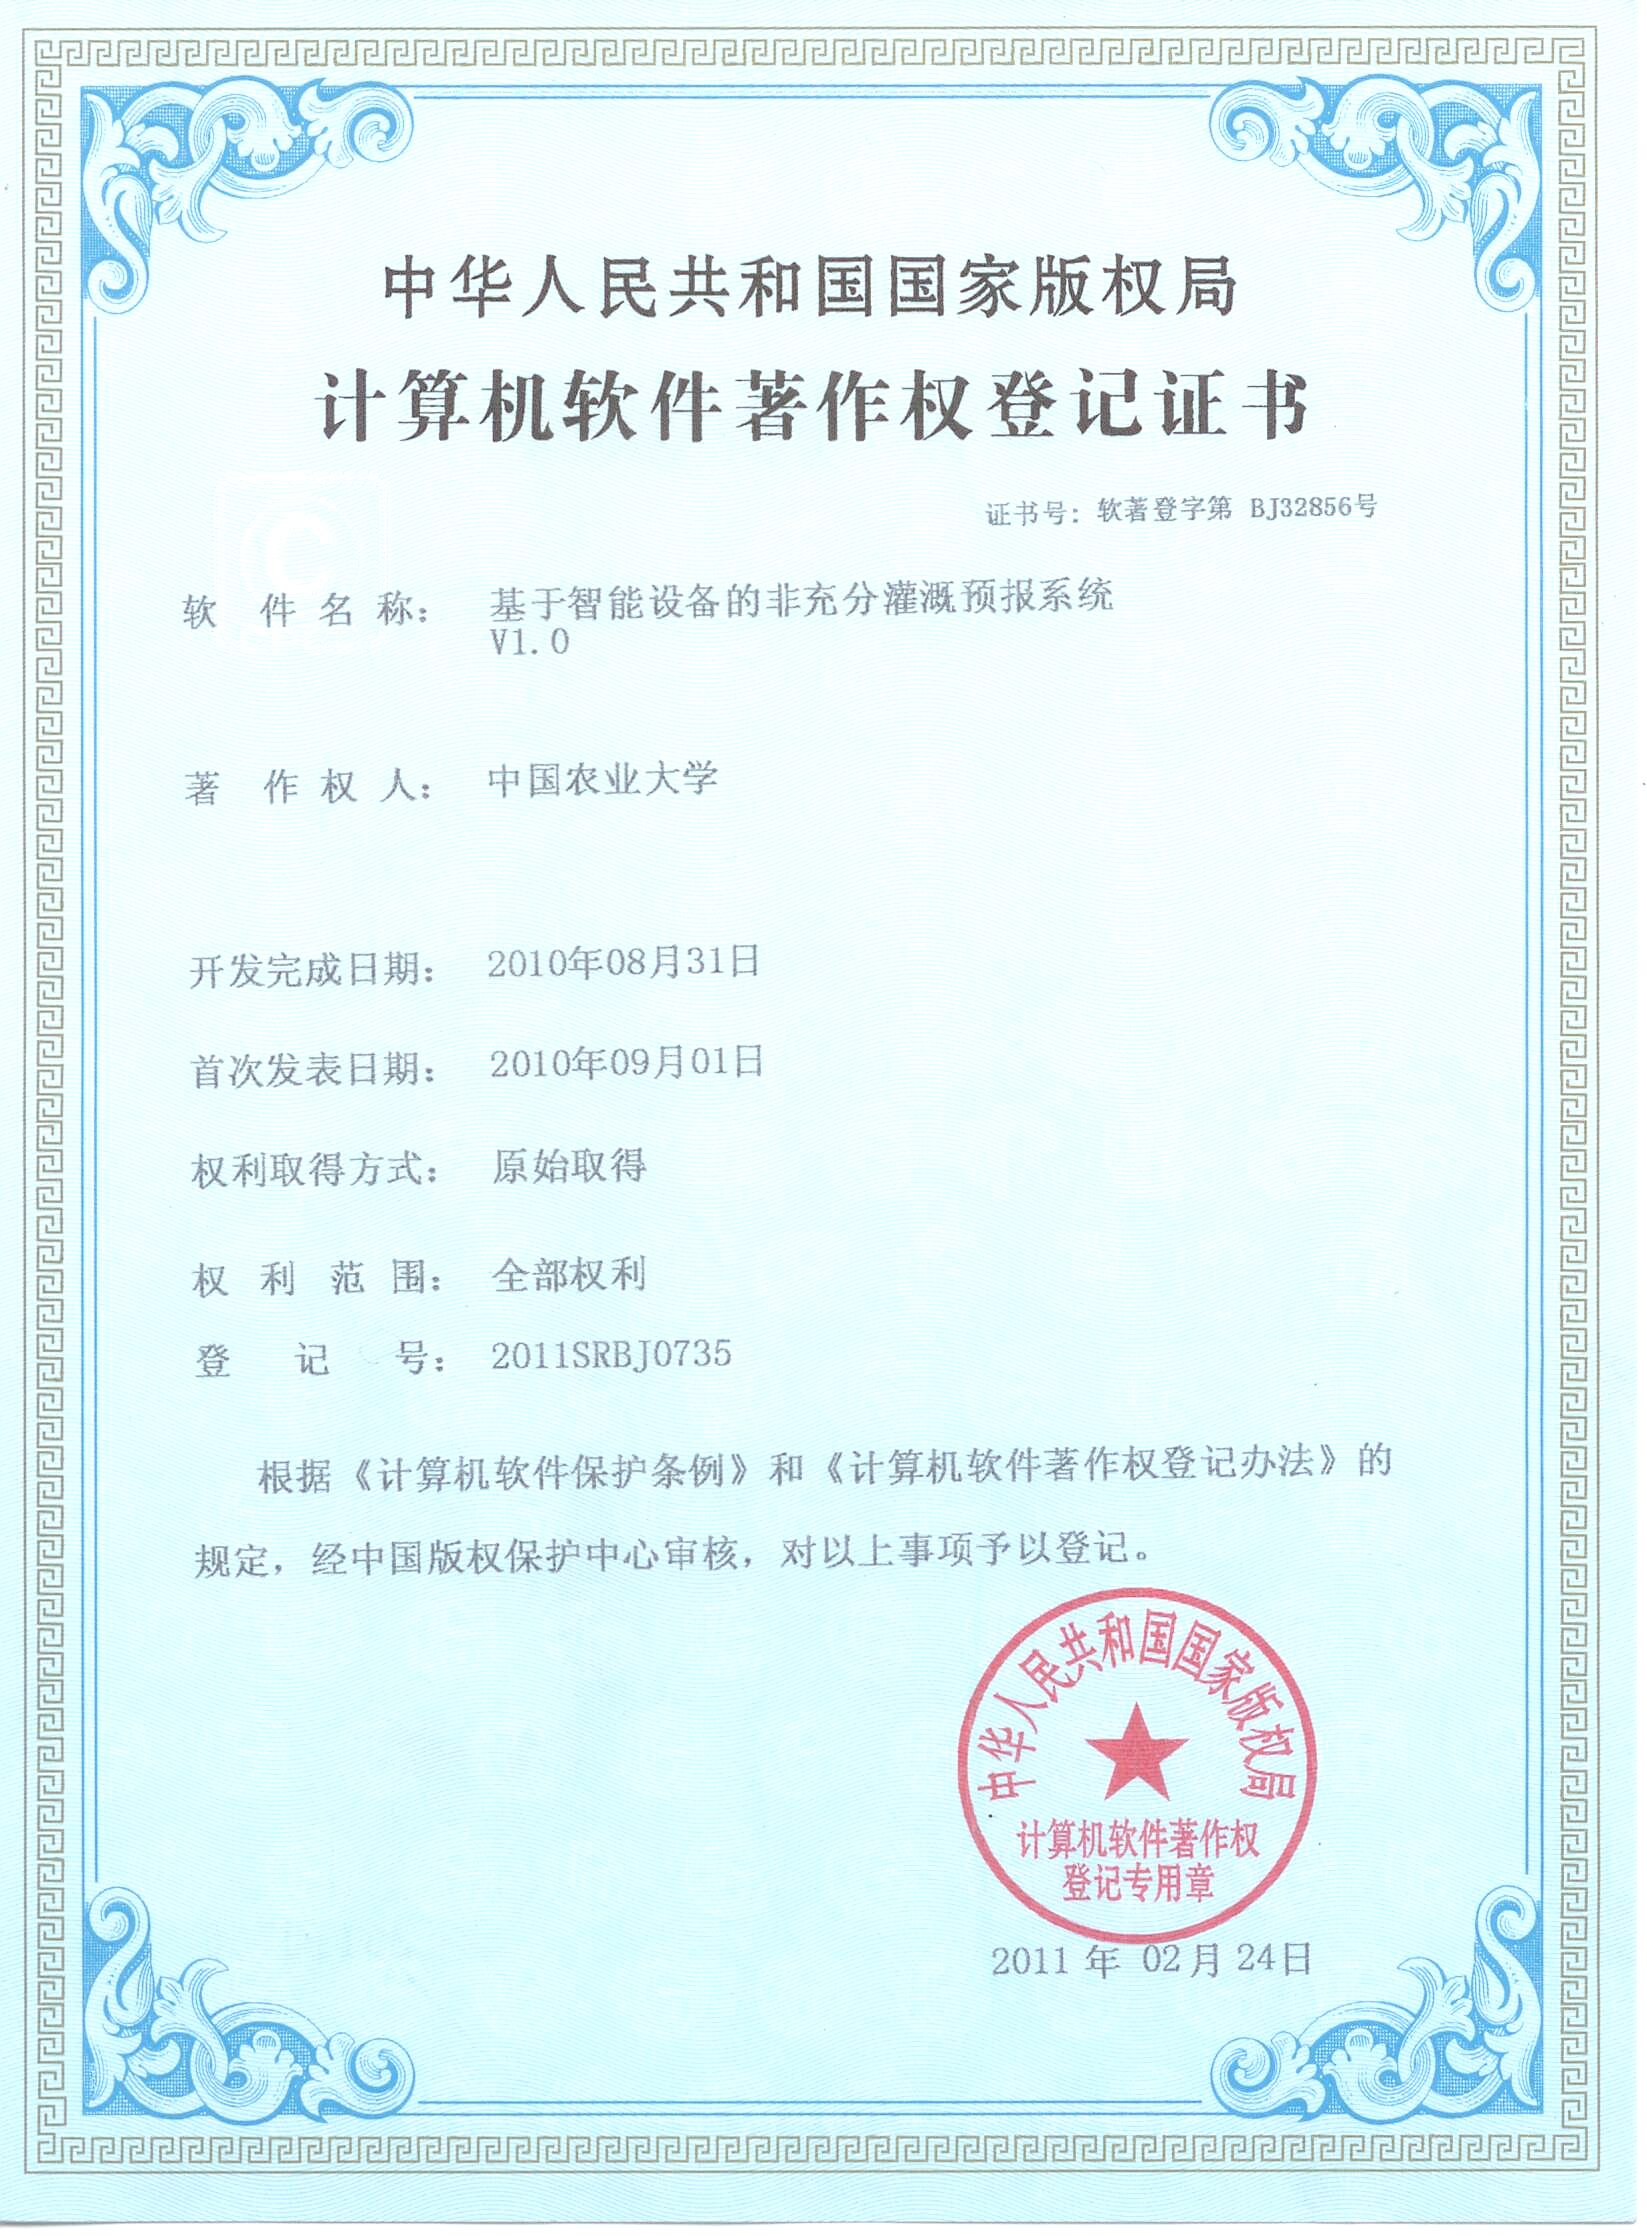 中华人民共和国国家版权局
计算机软件著作权登记证书
证书号：软著登字第 BJ32856号
软件名称：基于智能设备的非充分灌溉预报系统
V1.0
著作权人：中国农业大学
开发完成日期：2010年08月31日
首次发表日期：2010年09月01日
权利取得方式：原始取得
权利范围：全部权利
登记号：2011SRBJ0735
根据《计算机软件保护条例》和《计算机软件著作权登记办法》的
规定，经中国版权保护中心审核，对以上事项予以登记。
中华人民共和国国家版权局
计算机软件著作权
登记专用章
2011年02月24日